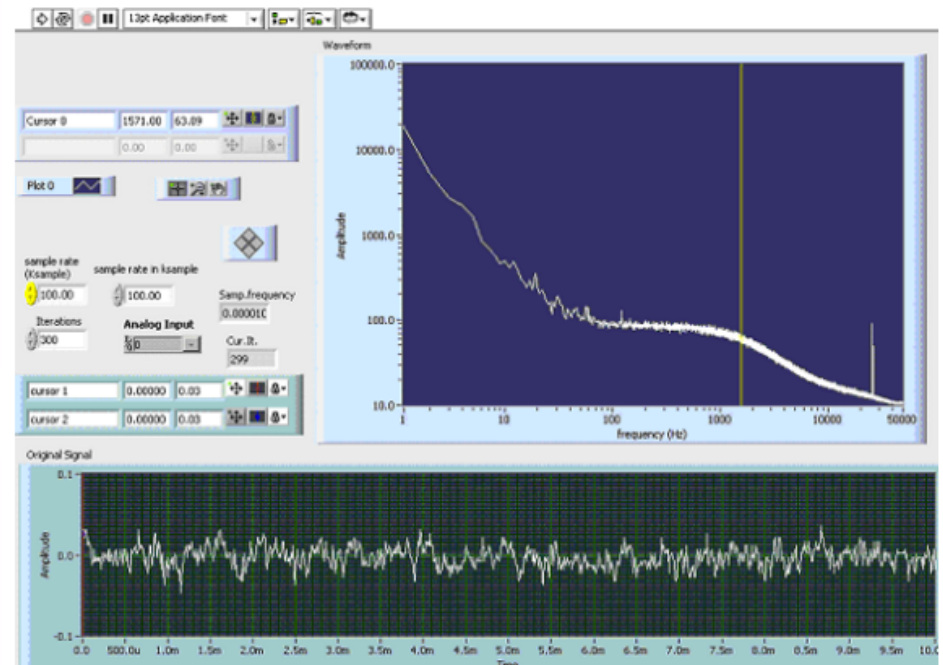 13pt Application Font
Waveform
Cursor 0 1571.00 63.09
0.00 0.00
Plot 0
sample rate
(Ksample)
sample rate in ksample
100.00
100.00
Samp.frequency
0.00001C
Iterations
300
Analog Input
0
Cur.It.
299
cursor 1 0.00000 0.03
cursor 2 0.00000 0.03
Amplitude
100000.0
10000.0
1000.0
100.0
10.0
1 10 100 1000 10000 50000
frequency (Hz)
Original Signal
Amplitude
0.1
0.0
-0.1
0.0 500.0u 1.0m 1.5m 2.0m 2.5m 3.0m 3.5m 4.0m 4.5m 5.0m 5.5m 6.0m 6.5m 7.0m 7.5m 8.0m 8.5m 9.0m 9.5m 10.0
Time